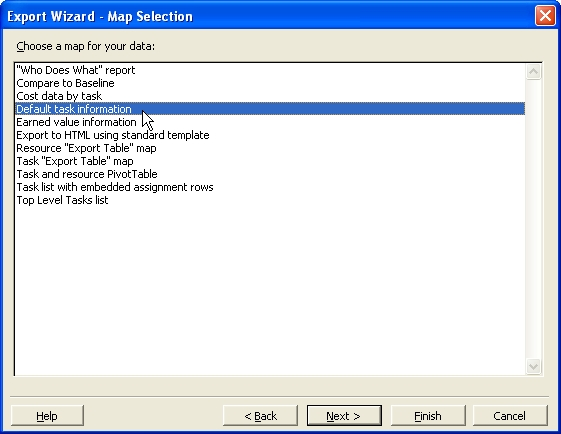 Export Wizard - Map Selection
Choose a map for your data:
"Who Does What" report
Compare to Baseline
Cost data by task
Default task information
Earned value information
Export to HTML using standard template
Resource "Export Table" map
Task "Export Table" map
Task and resource PivotTable
Task list with embedded assignment rows
Top Level Tasks list
Help
< Back
Next >
Finish
Cancel